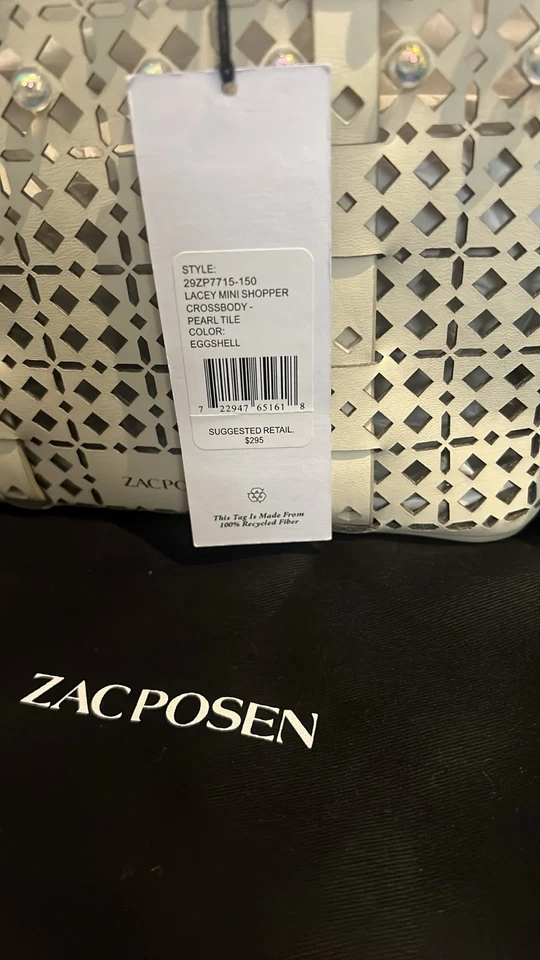 STYLE:
29ZP7715-150
LACEY MINI SHOPPER
CROSSBODY -
PEARL TILE
COLOR:
EGGSHELL
7 22947 65161 8
SUGGESTED RETAIL.
$295
This Tag Is Made From
100% Recycled Fiber
ZAC PO
ZAC POSEN